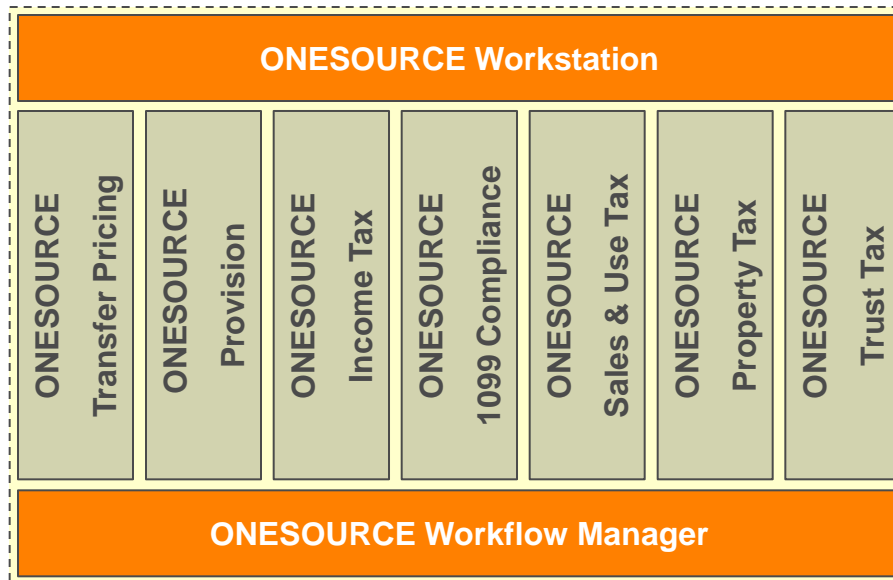 ONESOURCE Workstation
ONESOURCE
Transfer Pricing
ONESOURCE
Provision
ONESOURCE
Income Tax
ONESOURCE
1099 Compliance
ONESOURCE
Sales & Use Tax
ONESOURCE
Property Tax
ONESOURCE
Trust Tax
ONESOURCE Workflow Manager